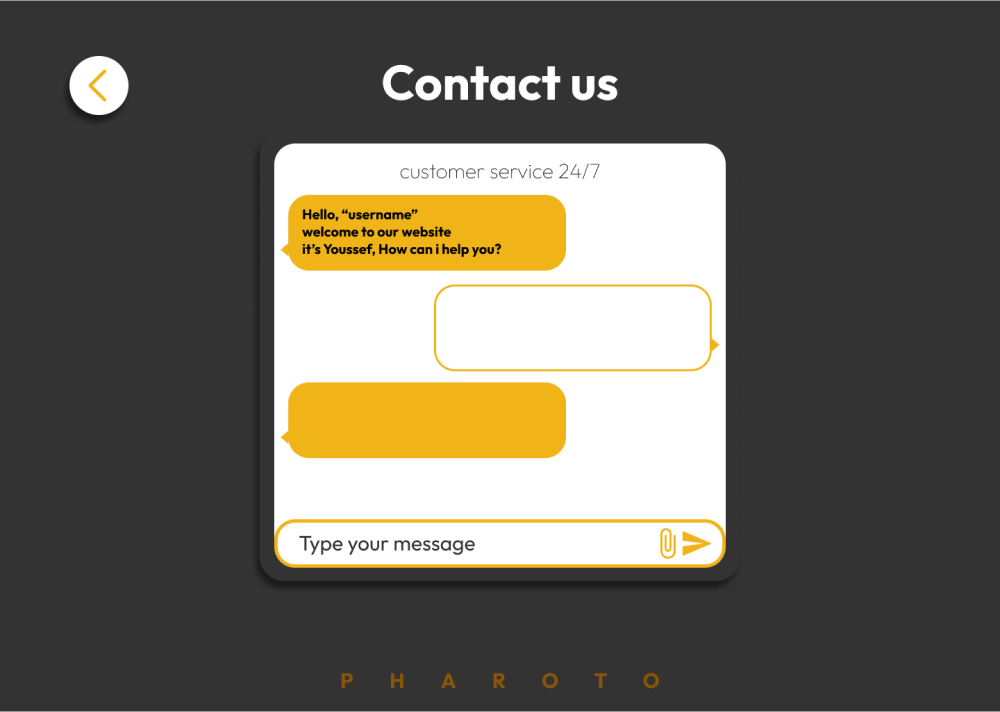 Contact us
customer service 24/7
Hello, “username”
welcome to our website
it’s Youssef, How can i help you?
Type your message
P H A R O T O